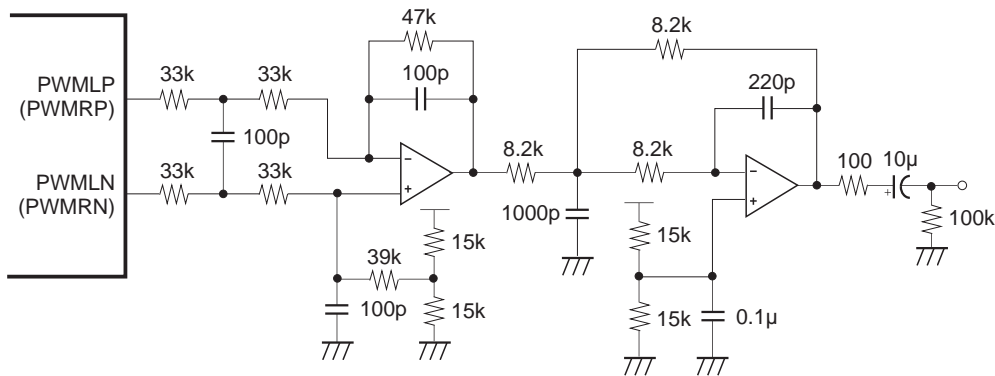 47k
8.2k
33k
33k
100p
220p
PWMLP
(PWMRP)
100p
8.2k
8.2k
100
10µ
33k
33k
PWMLN
(PWMRN)
−
+
−
+
+
100k
1000p
15k
15k
39k
100p
15k
15k
0.1µ